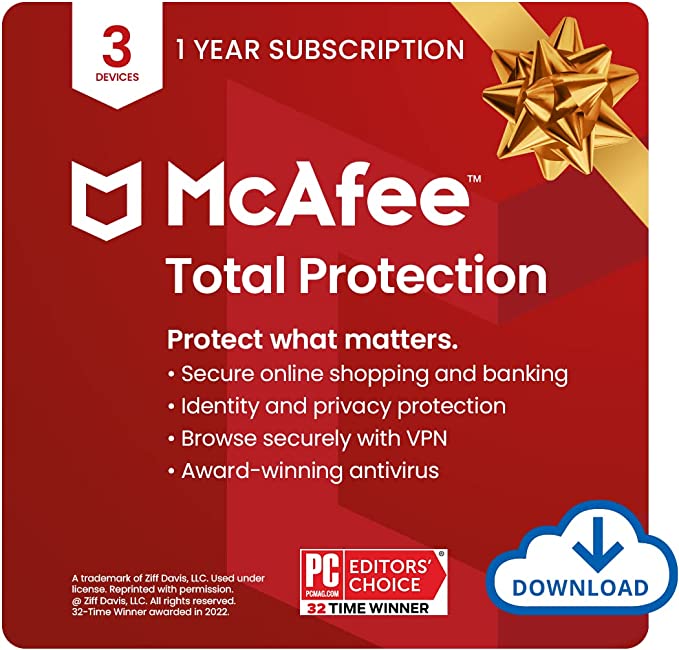 3
DEVICES
1 YEAR SUBSCRIPTION
McAfee™
Total Protection
Protect what matters.
• Secure online shopping and banking
• Identity and privacy protection
• Browse securely with VPN
• Award-winning antivirus
A trademark of Ziff Davis, LLC. Used under
license. Reprinted with permission.
@ Ziff Davis, LLC. All rights reserved.
32-Time Winner awarded in 2022.
PC
PCMAG.COM
EDITORS'
CHOICE
32 TIME WINNER
DOWNLOAD